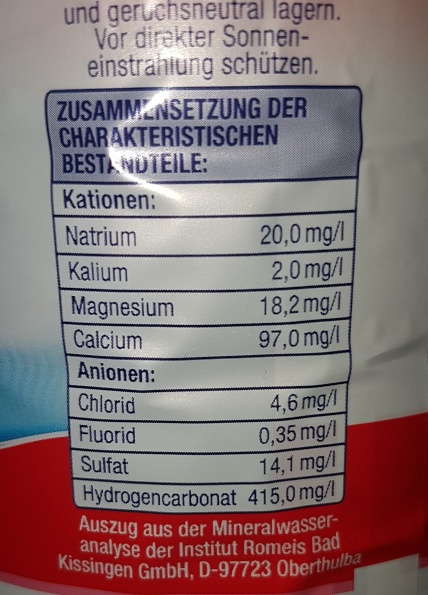 und geruchsneutral lagern.
Vor direkter Sonnen-
einstrahlung schützen.
ZUSAMMENSETZUNG DER
CHARAKTERISTISCHEN
BESTANDTEILE:
Kationen:
Natrium 20,0 mg/l
Kalium 2,0 mg/l
Magnesium 18,2 mg/l
Calcium 97,0 mg/l
Anionen:
Chlorid 4,6 mg/l
Fluorid 0,35 mg/l
Sulfat 14,1 mg/l
Hydrogencarbonat 415,0 mg/l
Auszug aus der Mineralwasser-
analyse der Institut Romeis Bad
Kissingen GmbH, D-97723 Oberthulba